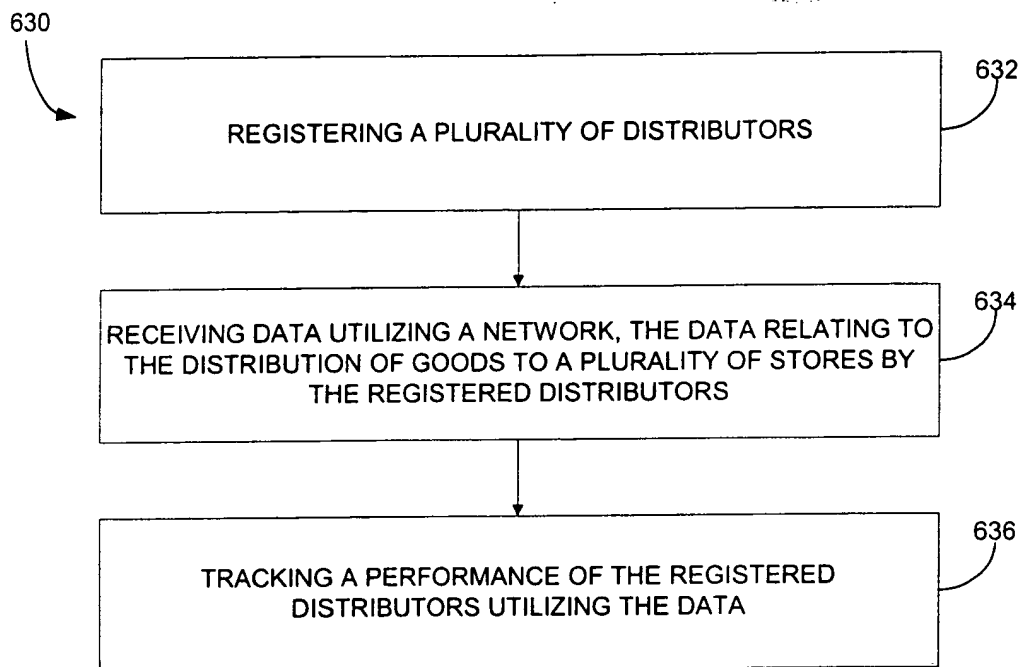 630
632
REGISTERING A PLURALITY OF DISTRIBUTORS
634
RECEIVING DATA UTILIZING A NETWORK, THE DATA RELATING TO
THE DISTRIBUTION OF GOODS TO A PLURALITY OF STORES BY
THE REGISTERED DISTRIBUTORS
636
TRACKING A PERFORMANCE OF THE REGISTERED
DISTRIBUTORS UTILIZING THE DATA